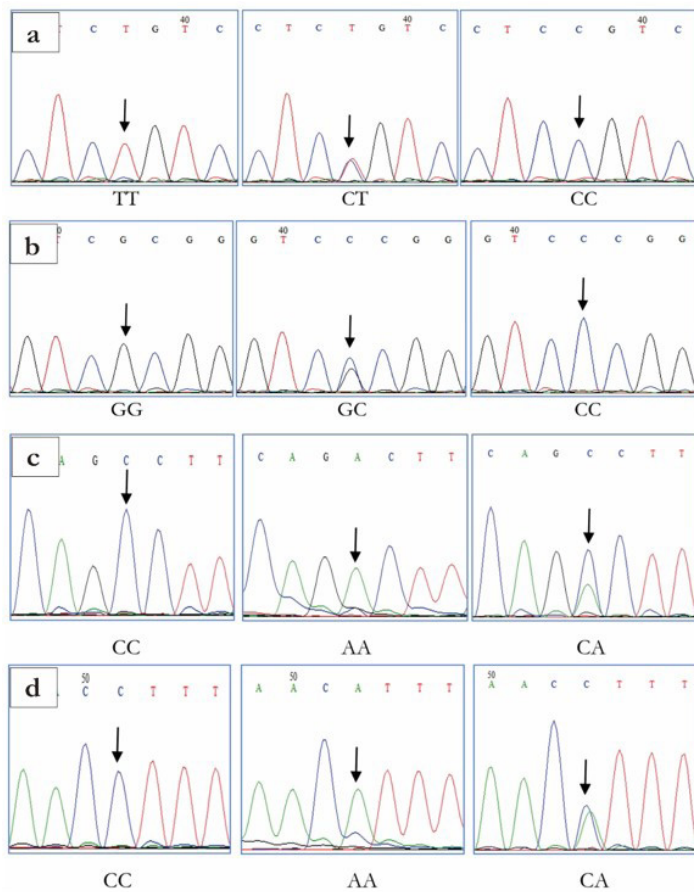 a
T C T G T C
40
C T C T G T C
40
C T C C G T C
40
TT CT CC
b
T C G C G G
G T C C C G G
40
G T C C C G G
40
GG GC CC
c
A G C C T T
C A G A C T T
C A G C C T T
CC AA CA
d
A C C T T T
50
A A C A T T T
50
A A C C T T T
50
CC AA CA